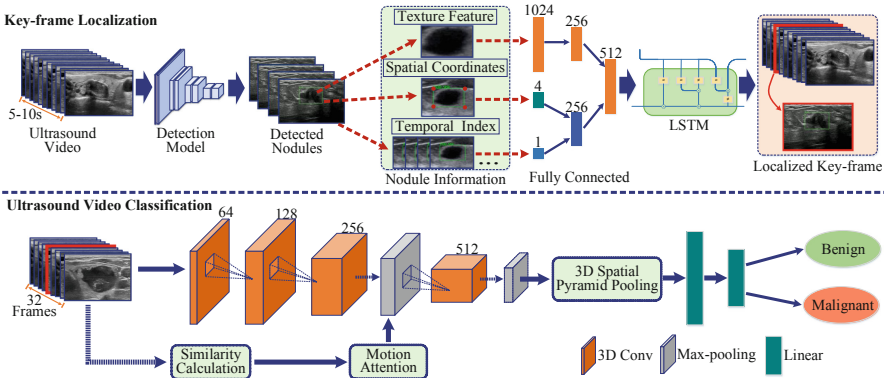 Key-frame Localization
5-10s
Ultrasound
Video
Detection
Model
Detected
Nodules
Texture Feature
Spatial Coordinates
Temporal Index
...
Nodule Information
1024
256
512
4
256
1
Fully Connected
LSTM
Localized Key-frame
Ultrasound Video Classification
32
Frames
64
128
256
512
Similarity
Calculation
Motion
Attention
3D Spatial
Pyramid Pooling
Benign
Malignant
3D Conv
Max-pooling
Linear